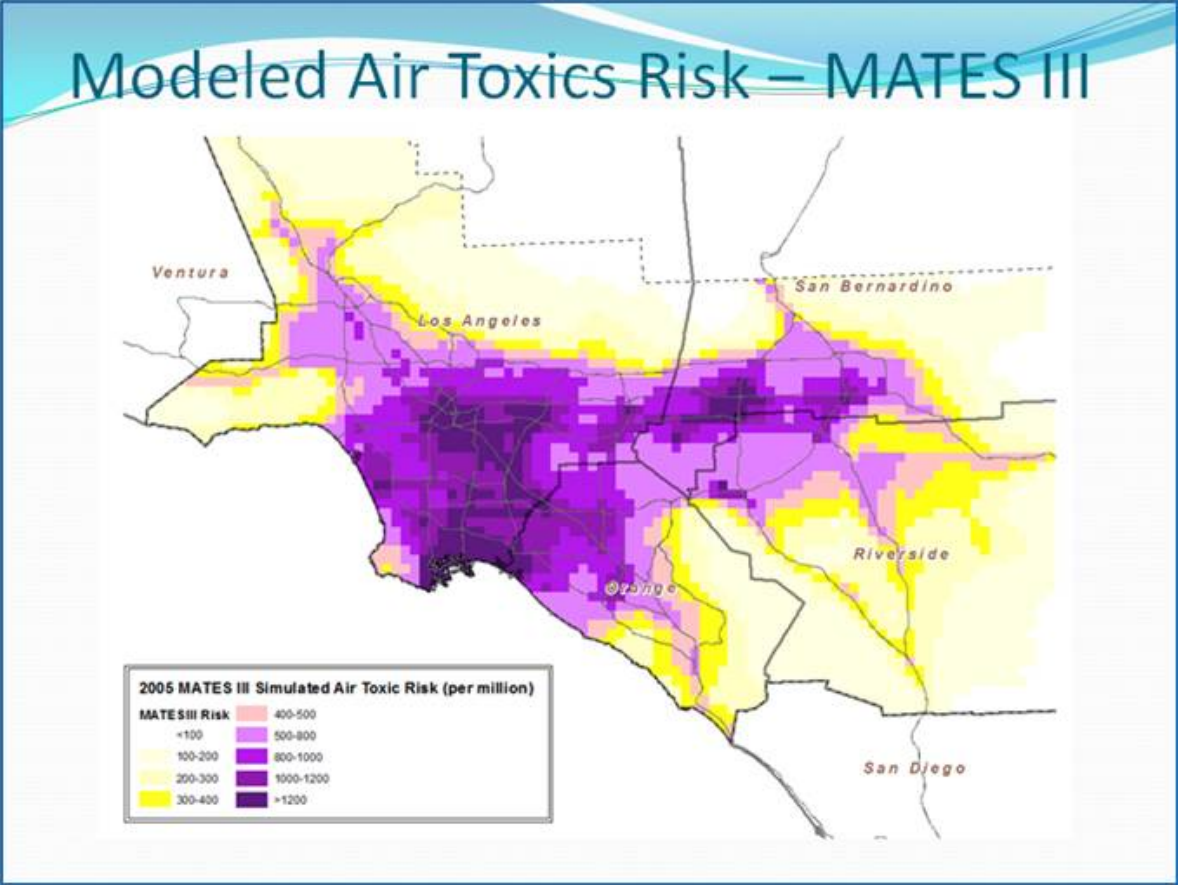 Modeled Air Toxics Risk – MATES III
Ventura
San Bernardino
Los Angeles
Riverside
Orange
San Diego
2005 MATES III Simulated Air Toxic Risk (per million)
MATESIII Risk
<100
100-200
200-300
300-400
400-500
500-800
800-1000
1000-1200
>1200